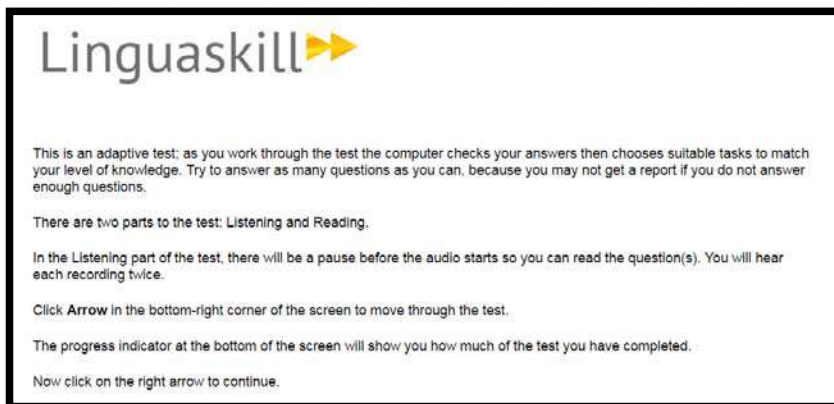 Linguaskill
This is an adaptive test; as you work through the test the computer checks your answers then chooses suitable tasks to match
your level of knowledge. Try to answer as many questions as you can, because you may not get a report if you do not answer
enough questions.
There are two parts to the test: Listening and Reading.
In the Listening part of the test, there will be a pause before the audio starts so you can read the question(s). You will hear
each recording twice.
Click Arrow in the bottom-right corner of the screen to move through the test.
The progress indicator at the bottom of the screen will show you how much of the test you have completed.
Now click on the right arrow to continue.